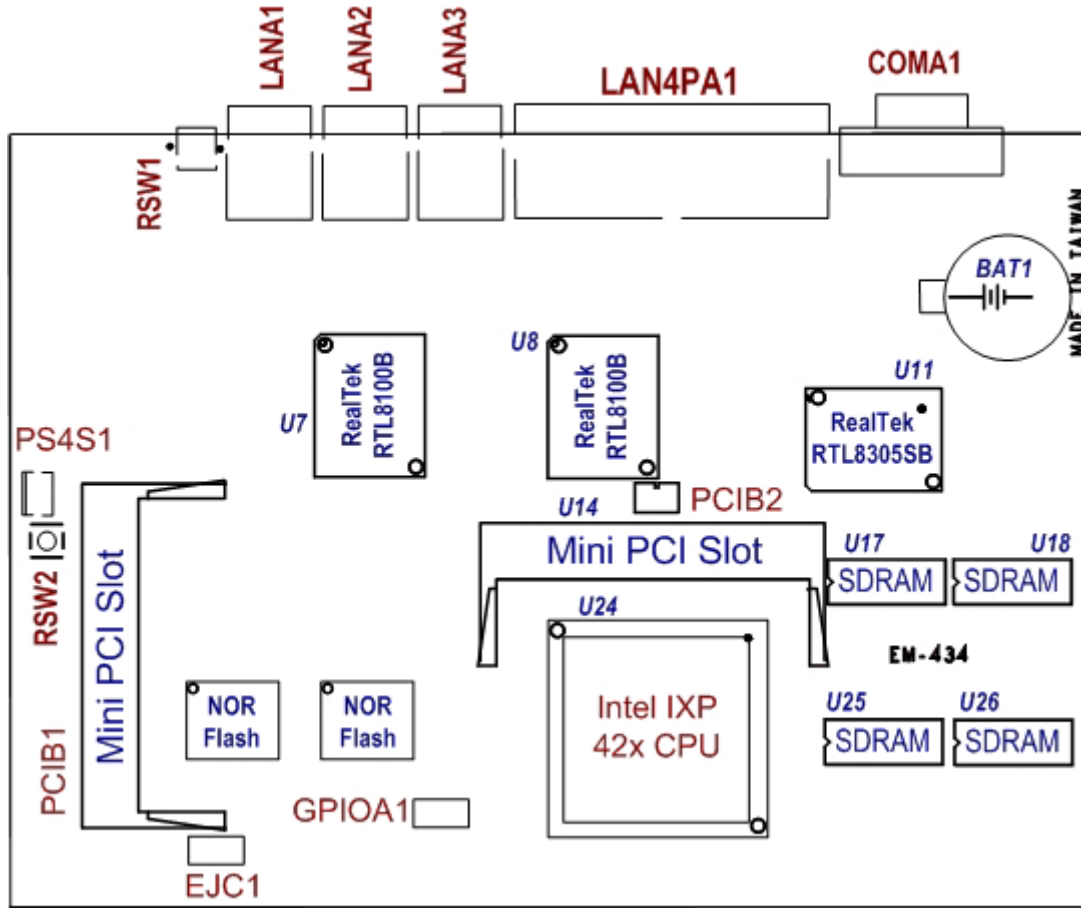 LANA1
LANA2
LANA3
LAN4PA1
COMA1
RSW1
MADE IN TAIWAN
BAT1
U7
RealTek
RTL8100B
U8
RealTek
RTL8100B
U11
RealTek
RTL8305SB
PS4S1
RSW2
PCIB1
Mini PCI Slot
PCIB2
U14
Mini PCI Slot
U17
SDRAM
U18
SDRAM
U24
Intel IXP
42x CPU
EM-434
U25
SDRAM
U26
SDRAM
NOR
Flash
NOR
Flash
GPIOA1
EJC1